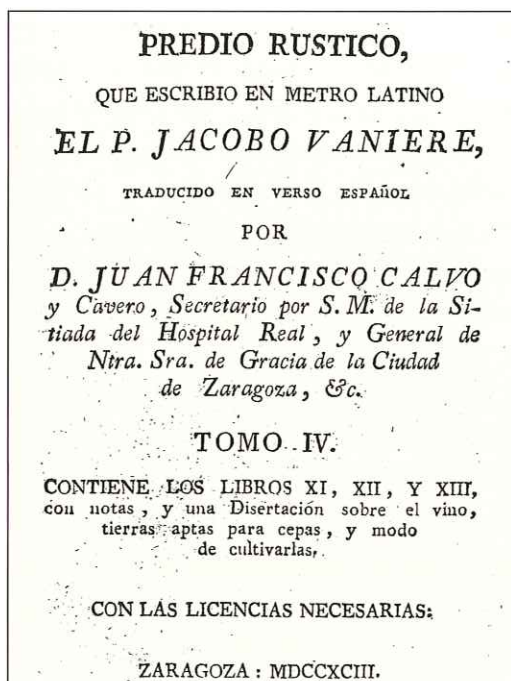 PREDIO RUSTICO,
QUE ESCRIBIO EN METRO LATINO
EL P. JACOBO VANIERE,
TRADUCIDO EN VERSO ESPAÑOL
POR
D. JUAN FRANCISCO CALVO
y Cavero, Secretario por S. M. de la Si-
tiada del Hospital Real, y General de
Ntra. Sra. de Gracia de la Ciudad
de Zaragoza, &c.
TOMO IV.
CONTIENE LOS LIBROS XI, XII, Y XIII,
con notas, y una Disertación sobre el vino,
tierras aptas para cepas, y modo
de cultivarlas.
CON LAS LICENCIAS NECESARIAS:
ZARAGOZA: MDCCXCIII.